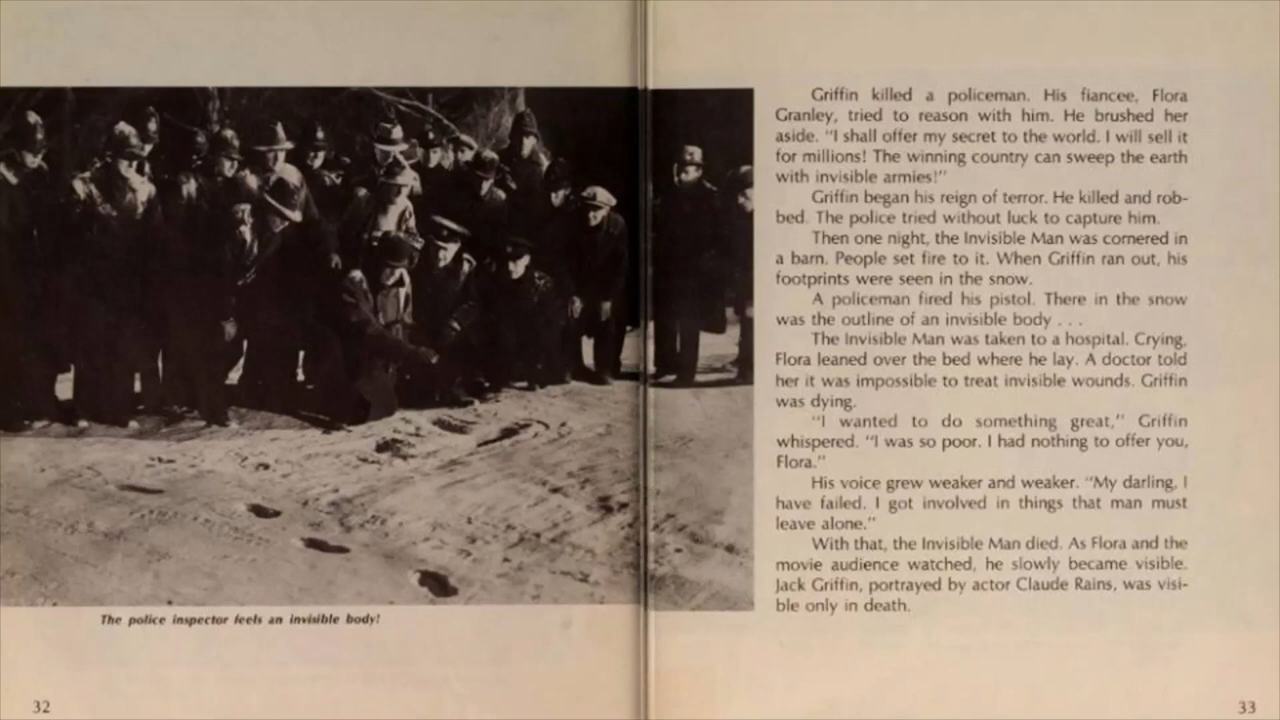 The police inspector feels an invisible body!
32
Griffin killed a policeman. His fiancee, Flora
Granley, tried to reason with him. He brushed her
aside. "I shall offer my secret to the world. I will sell it
for millions! The winning country can sweep the earth
with invisible armies!"
Griffin began his reign of terror. He killed and rob-
bed. The police tried without luck to capture him.
Then one night, the Invisible Man was cornered in
a barn. People set fire to it. When Griffin ran out, his
footprints were seen in the snow.
A policeman fired his pistol. There in the snow
was the outline of an invisible body . . .
The Invisible Man was taken to a hospital. Crying,
Flora leaned over the bed where he lay. A doctor told
her it was impossible to treat invisible wounds. Griffin
was dying.
"I wanted to do something great," Griffin
whispered. "I was so poor. I had nothing to offer you,
Flora."
His voice grew weaker and weaker. "My darling, I
have failed. I got involved in things that man must
leave alone."
With that, the Invisible Man died. As Flora and the
movie audience watched, he slowly became visible.
Jack Griffin, portrayed by actor Claude Rains, was visi-
ble only in death.
33